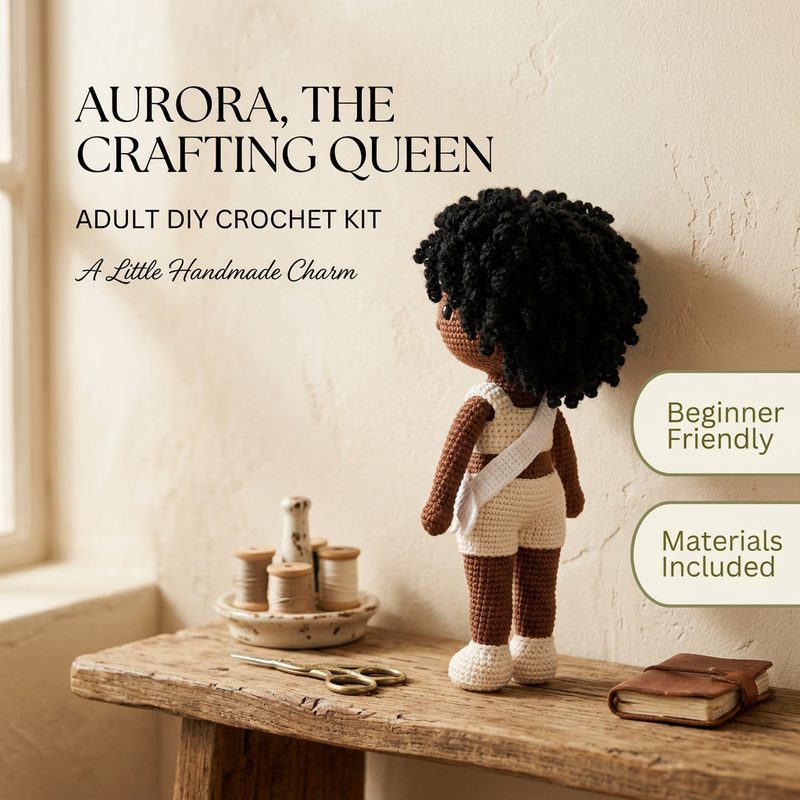 AURORA, THE
CRAFTING QUEEN
ADULT DIY CROCHET KIT
A Little Handmade Charm
Beginner
Friendly
Materials
Included